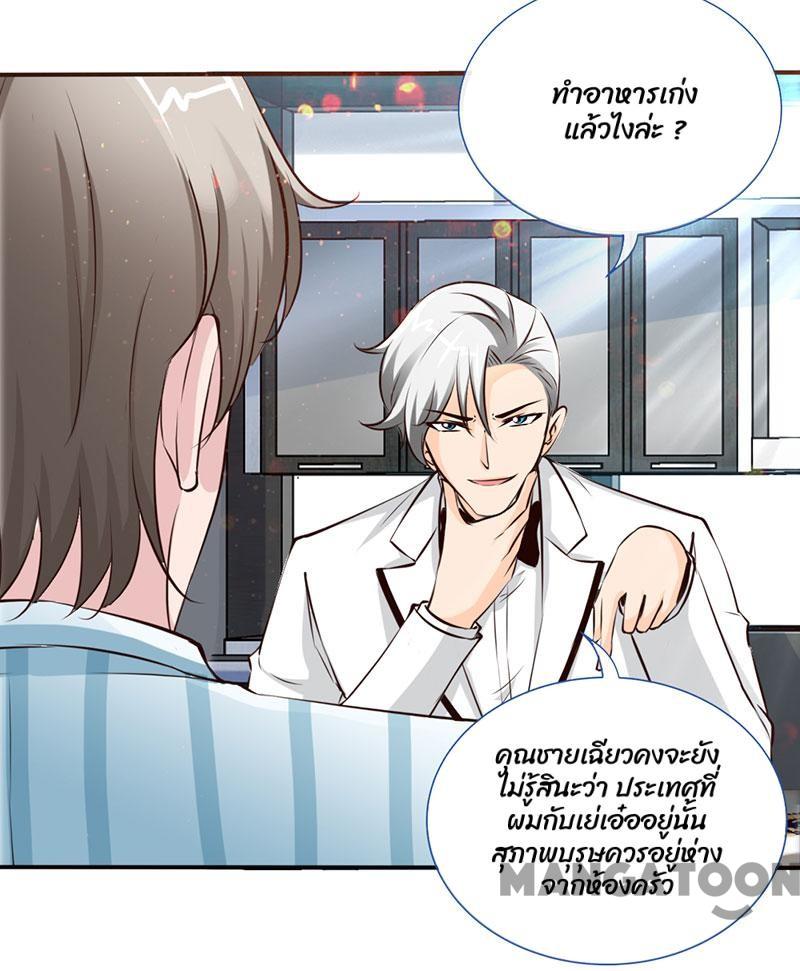 ทำอาหารเก่ง
แล้วไงล่ะ ?
คุณชายเฉียวคงจะยัง
ไม่รู้สินะว่า ประเทศที่
ผมกับเย่เอ๋ออยู่นั้น
สุภาพบุรุษควรอยู่ห่าง
จากห้องครัว
MANGATOON